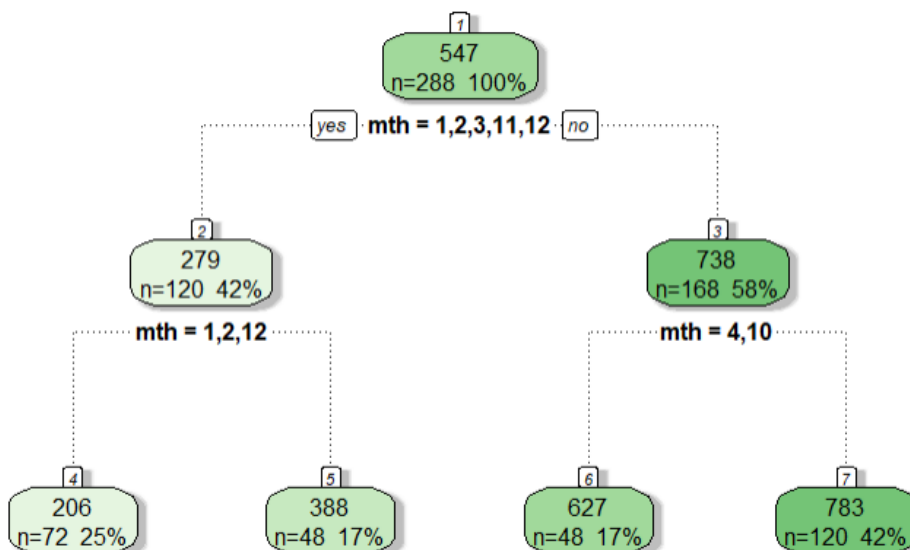 1
547
n=288 100%
yes mth = 1,2,3,11,12 no
2
279
n=120 42%
3
738
n=168 58%
mth = 1,2,12
mth = 4,10
4
206
n=72 25%
5
388
n=48 17%
6
627
n=48 17%
7
783
n=120 42%